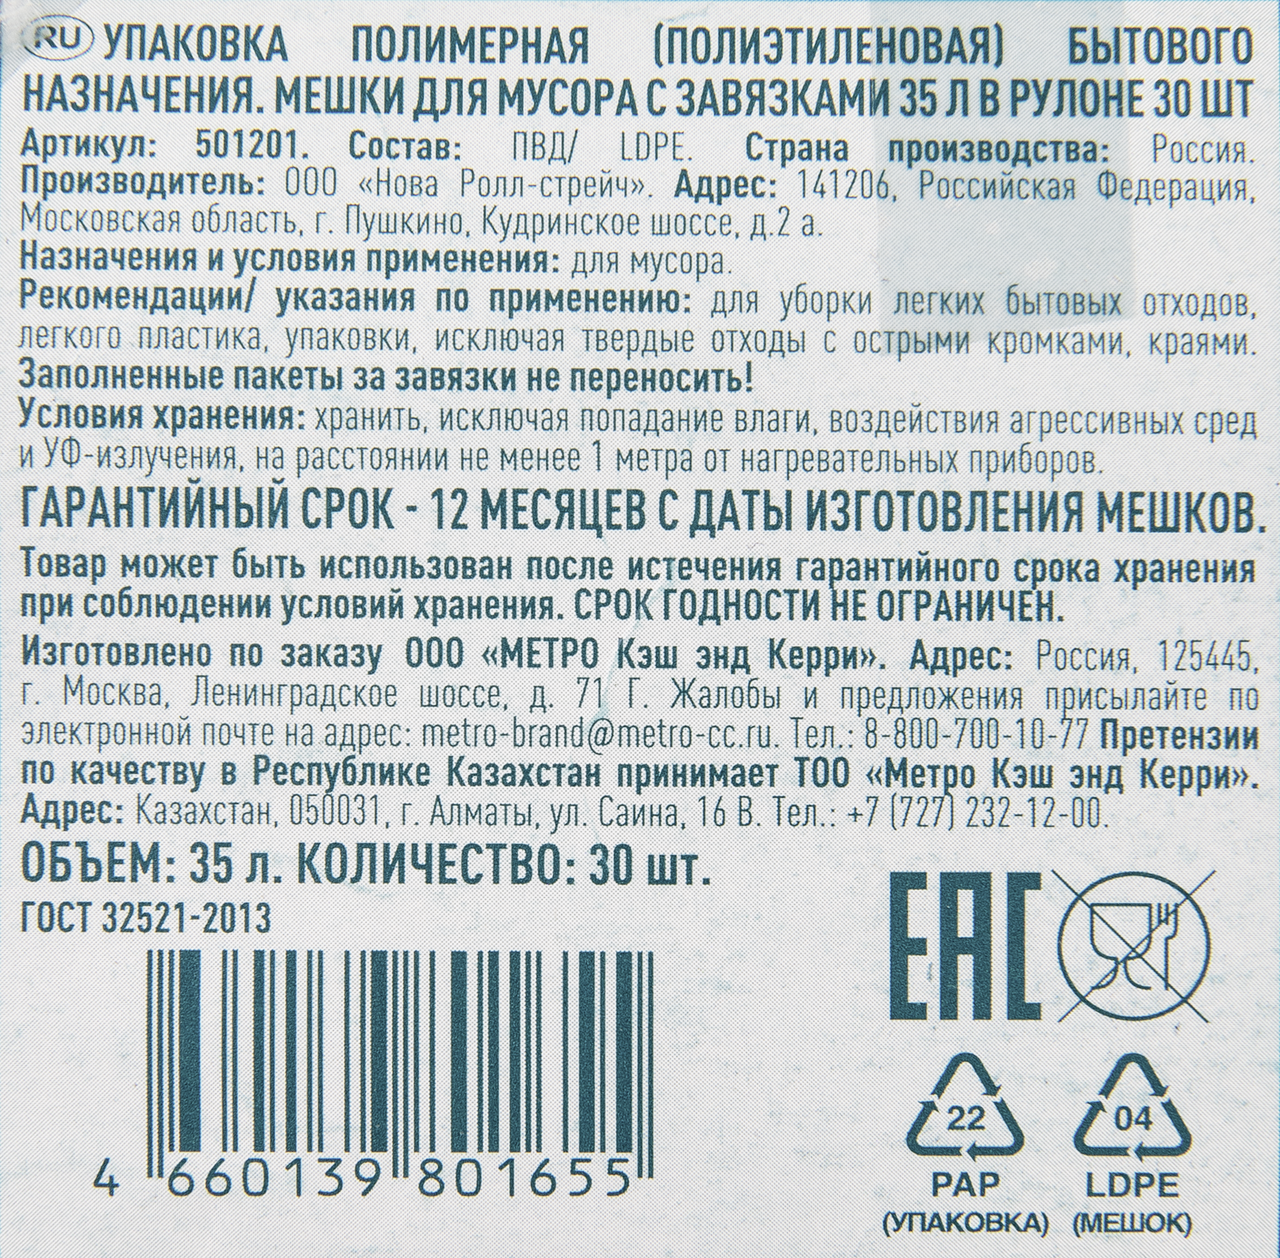 RU УПАКОВКА ПОЛИМЕРНАЯ (ПОЛИЭТИЛЕНОВАЯ) БЫТОВОГО
НАЗНАЧЕНИЯ. МЕШКИ ДЛЯ МУСОРА С ЗАВЯЗКАМИ 35 Л В РУЛОНЕ 30 ШТ
Артикул: 501201. Состав: ПВД/ LDPE. Страна производства: Россия.
Производитель: ООО «Нова Ролл-стрейч». Адрес: 141206, Российская Федерация,
Московская область, г. Пушкино, Кудринское шоссе, д.2 а.
Назначения и условия применения: для мусора.
Рекомендации/ указания по применению: для уборки легких бытовых отходов,
легкого пластика, упаковки, исключая твердые отходы с острыми кромками, краями.
Заполненные пакеты за завязки не переносить!
Условия хранения: хранить, исключая попадание влаги, воздействия агрессивных сред
и УФ-излучения, на расстоянии не менее 1 метра от нагревательных приборов.
ГАРАНТИЙНЫЙ СРОК - 12 МЕСЯЦЕВ С ДАТЫ ИЗГОТОВЛЕНИЯ МЕШКОВ.
Товар может быть использован после истечения гарантийного срока хранения
при соблюдении условий хранения. СРОК ГОДНОСТИ НЕ ОГРАНИЧЕН.
Изготовлено по заказу ООО «МЕТРО Кэш энд Керри». Адрес: Россия, 125445,
г. Москва, Ленинградское шоссе, д. 71 Г. Жалобы и предложения присылайте по
электронной почте на адрес: metro-brand@metro-cc.ru. Тел.: 8-800-700-10-77 Претензии
по качеству в Республике Казахстан принимает ТОО «Метро Кэш энд Керри».
Адрес: Казахстан, 050031, г. Алматы, ул. Саина, 16 В. Тел.: +7 (727) 232-12-00.
ОБЪЕМ: 35 л. КОЛИЧЕСТВО: 30 шт.
ГОСТ 32521-2013
EAC
4 660139 801655
22
PAP
(УПАКОВКА)
04
LDPE
(МЕШОК)